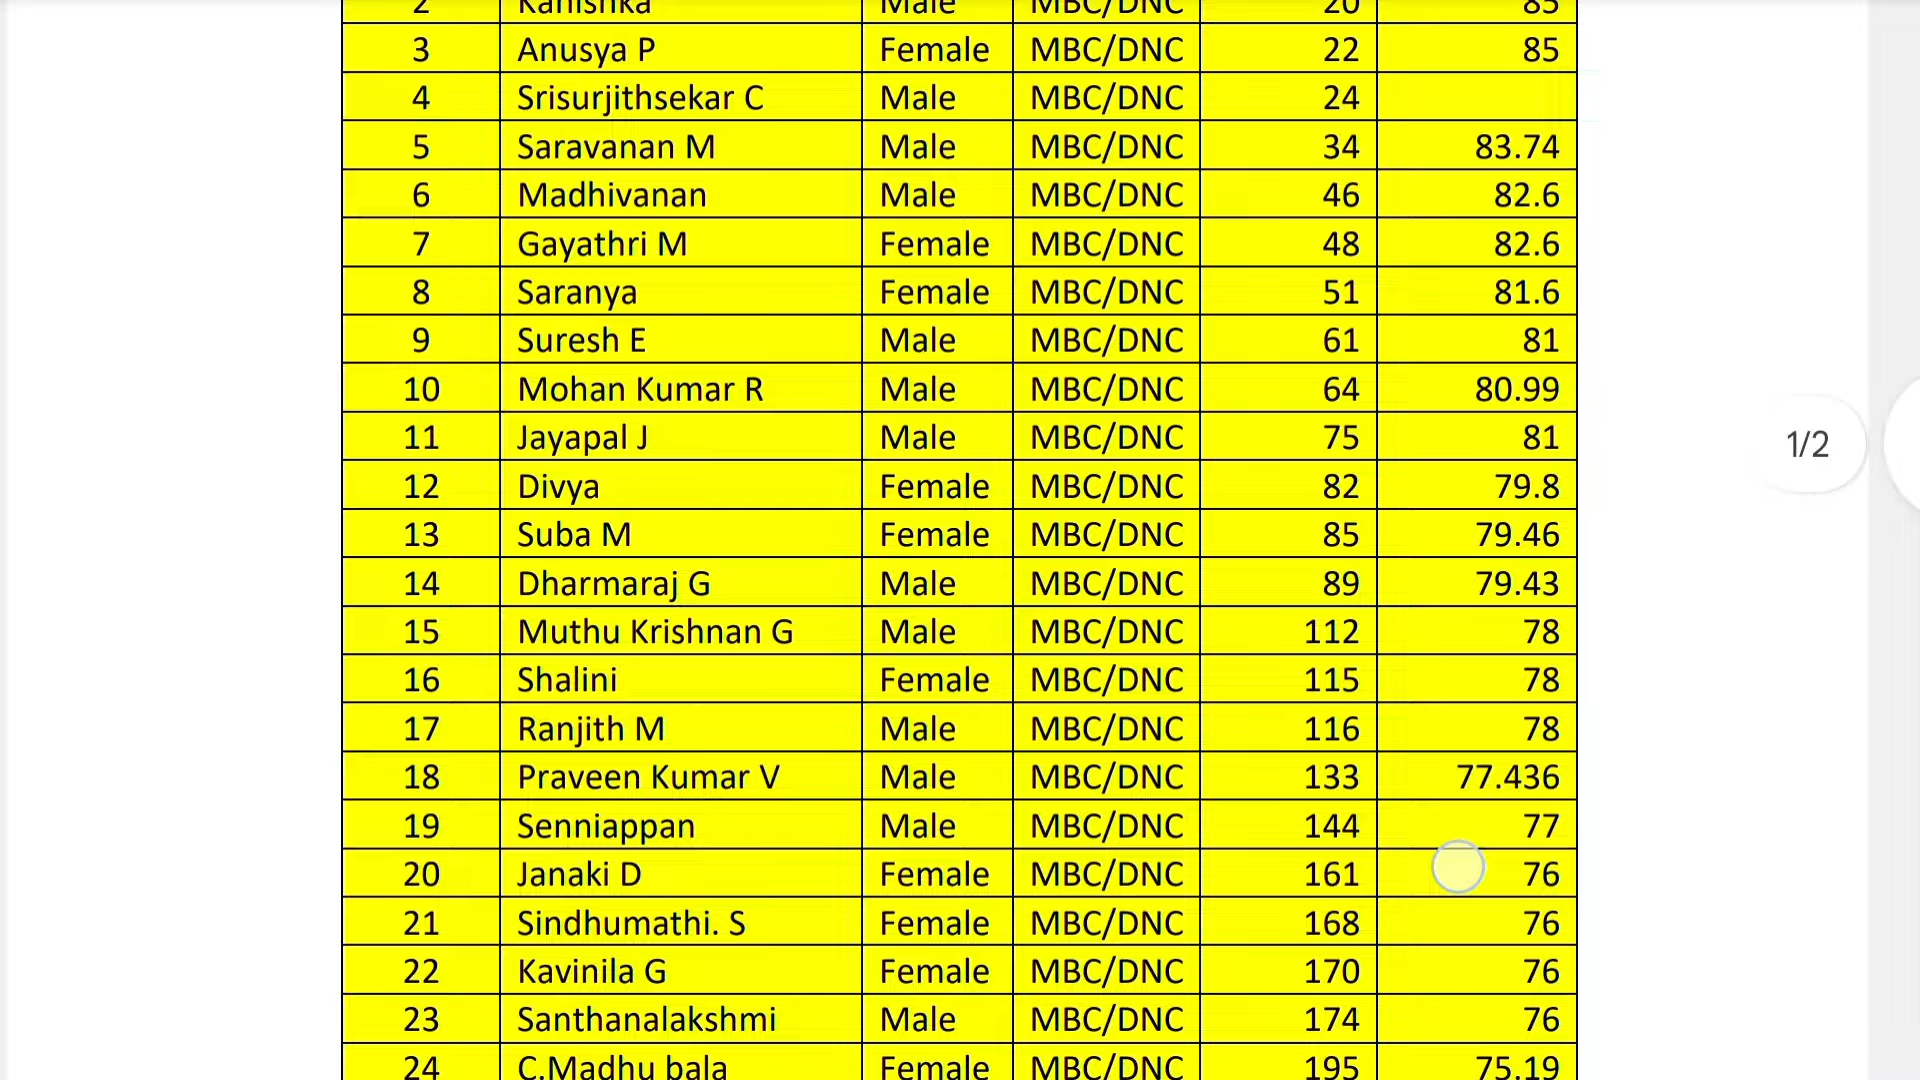 2 Kanishka Male MBC/DNC 20 85
3 Anusya P Female MBC/DNC 22 85
4 Srisurjithsekar C Male MBC/DNC 24
5 Saravanan M Male MBC/DNC 34 83.74
6 Madhivanan Male MBC/DNC 46 82.6
7 Gayathri M Female MBC/DNC 48 82.6
8 Saranya Female MBC/DNC 51 81.6
9 Suresh E Male MBC/DNC 61 81
10 Mohan Kumar R Male MBC/DNC 64 80.99
11 Jayapal J Male MBC/DNC 75 81
12 Divya Female MBC/DNC 82 79.8
13 Suba M Female MBC/DNC 85 79.46
14 Dharmaraj G Male MBC/DNC 89 79.43
15 Muthu Krishnan G Male MBC/DNC 112 78
16 Shalini Female MBC/DNC 115 78
17 Ranjith M Male MBC/DNC 116 78
18 Praveen Kumar V Male MBC/DNC 133 77.436
19 Senniappan Male MBC/DNC 144 77
20 Janaki D Female MBC/DNC 161 76
21 Sindhumathi. S Female MBC/DNC 168 76
22 Kavinila G Female MBC/DNC 170 76
23 Santhanalakshmi Male MBC/DNC 174 76
24 C.Madhu bala Female MBC/DNC 195 75.19
1/2